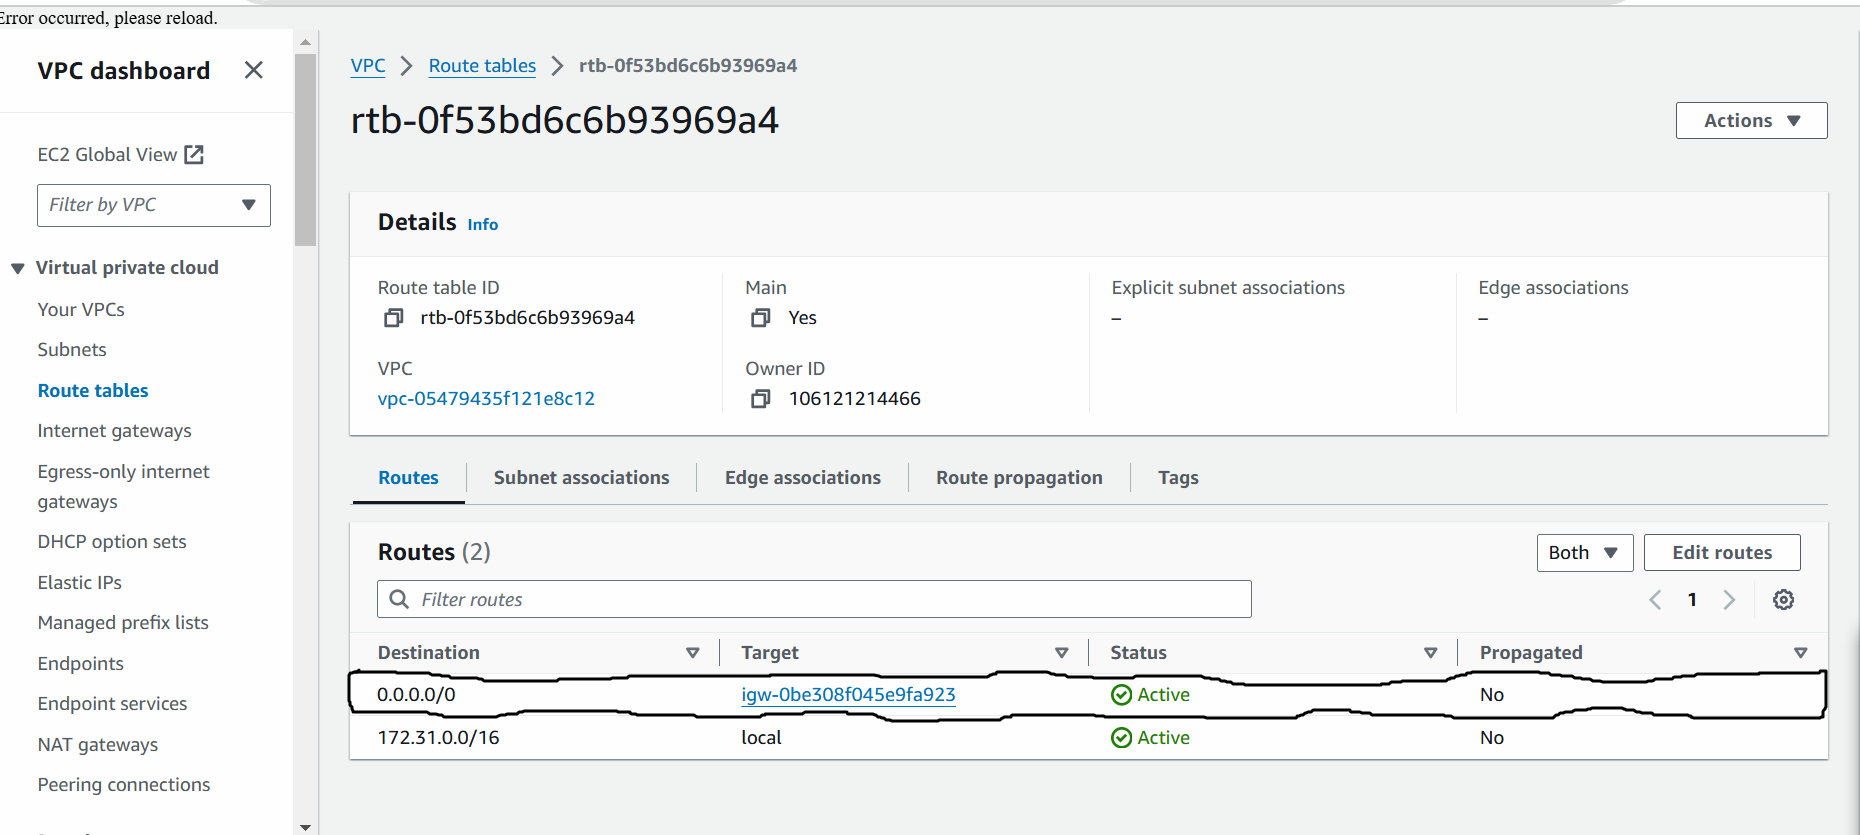 Error occurred, please reload.
VPC dashboard
EC2 Global View
Filter by VPC
Virtual private cloud
Your VPCs
Subnets
Route tables
Internet gateways
Egress-only internet
gateways
DHCP option sets
Elastic IPs
Managed prefix lists
Endpoints
Endpoint services
NAT gateways
Peering connections
VPC Route tables rtb-0f53bd6c6b93969a4
rtb-0f53bd6c6b93969a4
Actions
Details Info
Route table ID
rtb-0f53bd6c6b93969a4
Main
Yes
Explicit subnet associations
–
Edge associations
–
VPC
vpc-05479435f121e8c12
Owner ID
106121214466
Routes Subnet associations Edge associations Route propagation Tags
Routes (2)
Both Edit routes
Filter routes
1
Destination Target Status Propagated
0.0.0.0/0 igw-0be308f045e9fa923 Active No
172.31.0.0/16 local Active No